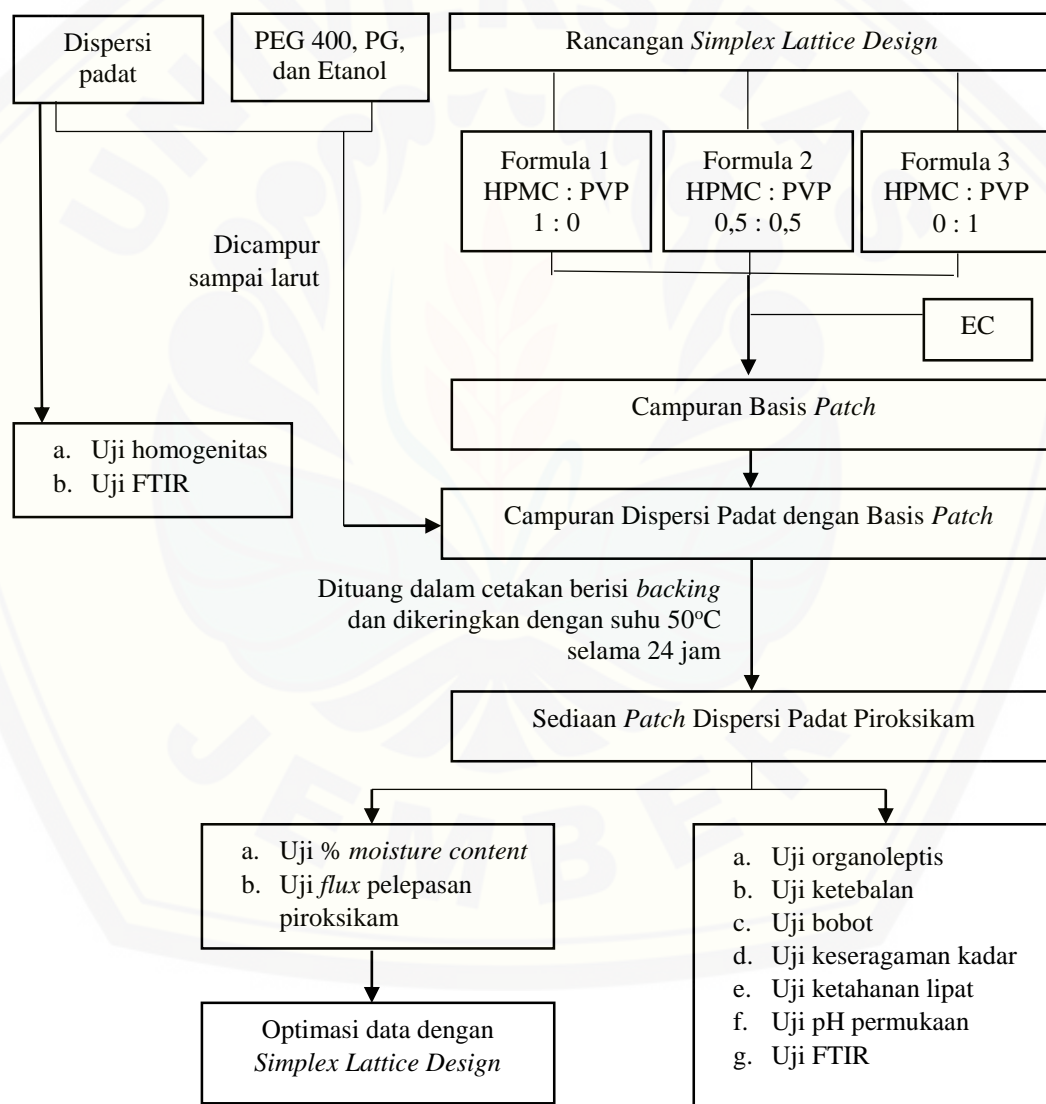 Dispersi
padat
PEG 400, PG,
dan Etanol
Rancangan Simplex Lattice Design
Formula 1
HPMC : PVP
1 : 0
Formula 2
HPMC : PVP
0,5 : 0,5
Formula 3
HPMC : PVP
0 : 1
Dicampur
sampai larut
EC
Campuran Basis Patch
a. Uji homogenitas
b. Uji FTIR
Campuran Dispersi Padat dengan Basis Patch
Dituang dalam cetakan berisi backing
dan dikeringkan dengan suhu 50°C
selama 24 jam
Sediaan Patch Dispersi Padat Piroksikam
a. Uji % moisture content
b. Uji flux pelepasan
piroksikam
a. Uji organoleptis
b. Uji ketebalan
c. Uji bobot
d. Uji keseragaman kadar
e. Uji ketahanan lipat
f. Uji pH permukaan
g. Uji FTIR
Optimasi data dengan
Simplex Lattice Design
UNIVERSITAS
JEMBER